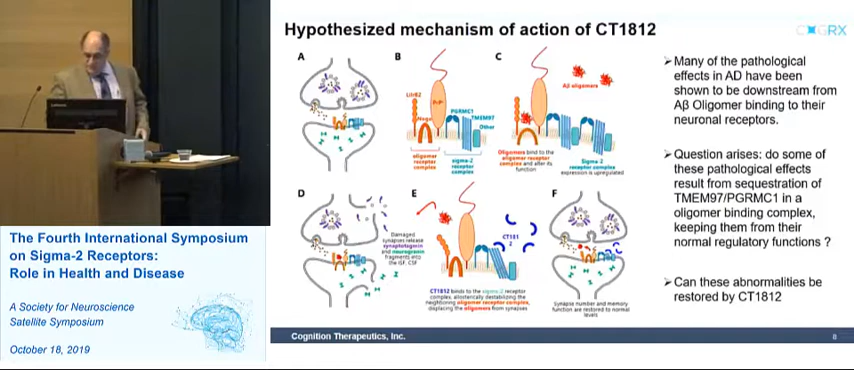 Hypothesized mechanism of action of CT1812
A
B
C
LilrB2
PrP
Nogo
PGRMC1
TMEM97
Other
oligomer
receptor
complex
sigma-2
receptor
complex
Aβ oligomers
Oligomers bind to the
oligomer receptor
complex and alter its
function
Sigma-2
receptor complex
expression is upregulated
D
E
F
Damaged
synapses release
synaptotagmin
and neurogranin
fragments into
the ISF, CSF
CT181
2
CT1812 binds to the sigma-2 receptor
complex, allosterically destabilizing the
neighboring oligomer receptor complex,
displacing the oligomers from synapses
Synapse number and memory
function are restored to normal
levels
➢Many of the pathological
effects in AD have been
shown to be downstream from
Aβ Oligomer binding to their
neuronal receptors.
➢Question arises: do some of
these pathological effects
result from sequestration of
TMEM97/PGRMC1 in a
oligomer binding complex,
keeping them from their
normal regulatory functions ?
➢Can these abnormalities be
restored by CT1812
Cognition Therapeutics, Inc.
8
The Fourth International Symposium
on Sigma-2 Receptors:
Role in Health and Disease
A Society for Neuroscience
Satellite Symposium
October 18, 2019